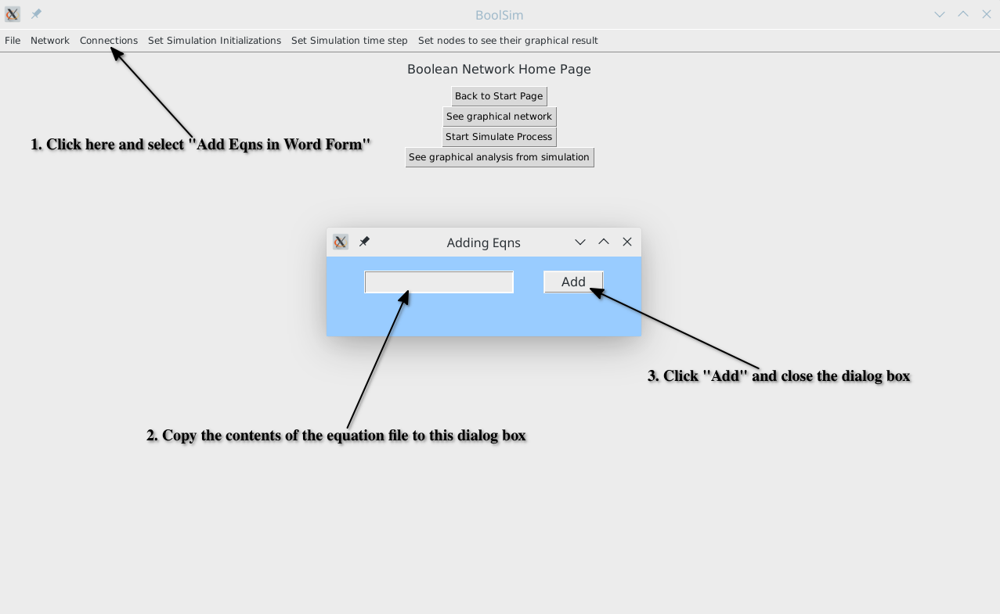 BoolSim
File Network Connections Set Simulation Initializations Set Simulation time step Set nodes to see their graphical result
Boolean Network Home Page
Back to Start Page
See graphical network
Start Simulate Process
1. Click here and select "Add Eqns in Word Form"
See graphical analysis from simulation
Adding Eqns
Add
3. Click "Add" and close the dialog box
2. Copy the contents of the equation file to this dialog box